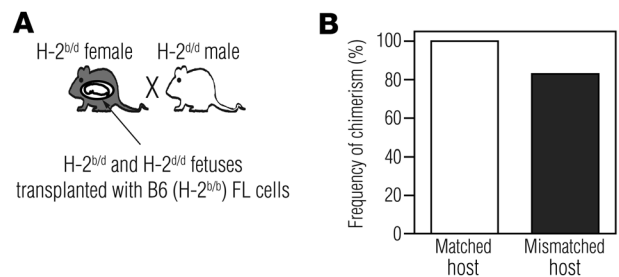 A
H-2b/d female
H-2d/d male
X
H-2b/d and H-2d/d fetuses
transplanted with B6 (H-2b/b) FL cells
B
Frequency of chimerism (%)
100
80
60
40
20
0
Matched
host
Mismatched
host